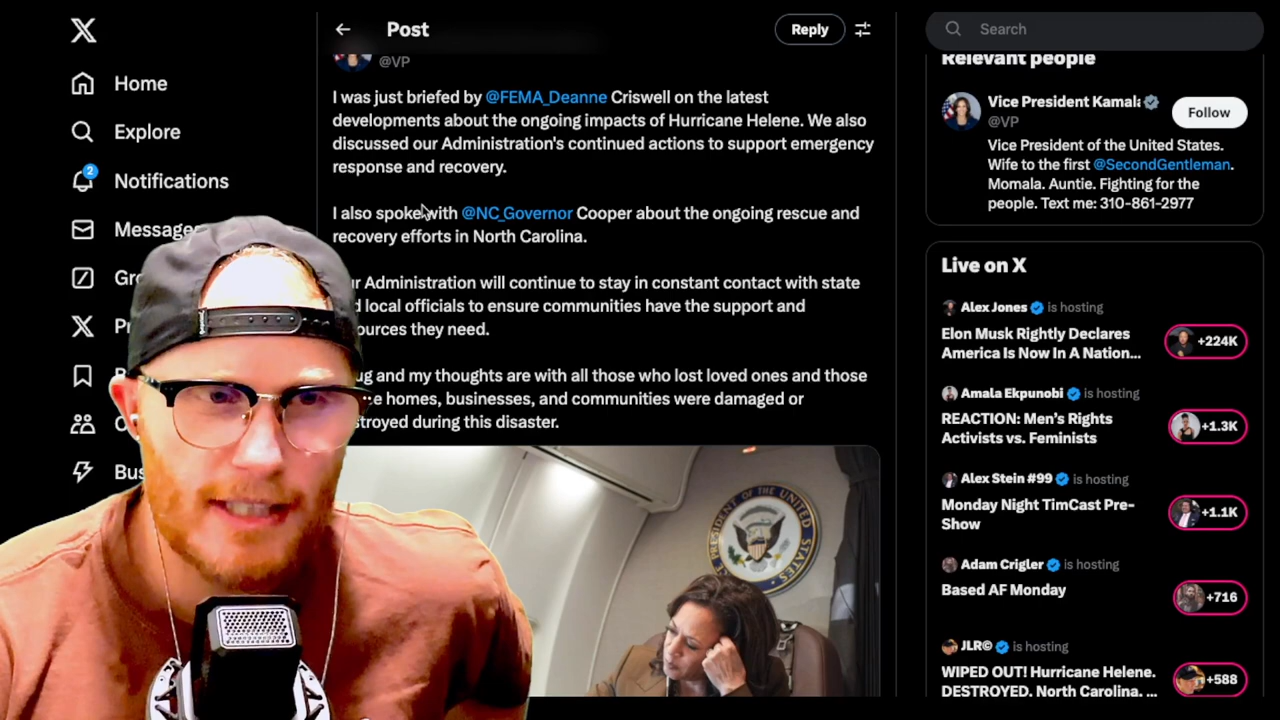 Home
Explore
2
Notifications
Message
Gr
P
C
Bus
Post
Reply
@VP
I was just briefed by @FEMA_Deanne Criswell on the latest
developments about the ongoing impacts of Hurricane Helene. We also
discussed our Administration's continued actions to support emergency
response and recovery.
I also spoke with @NC_Governor Cooper about the ongoing rescue and
recovery efforts in North Carolina.
r Administration will continue to stay in constant contact with state
d local officials to ensure communities have the support and
ources they need.
ug and my thoughts are with all those who lost loved ones and those
e homes, businesses, and communities were damaged or
stroyed during this disaster.
PRESIDENT OF THE UNITED STATES
Search
Relevant people
Vice President Kamala
@VP
Follow
Vice President of the United States.
Wife to the first @SecondGentleman.
Momala. Auntie. Fighting for the
people. Text me: 310-861-2977
Live on X
Alex Jones is hosting
Elon Musk Rightly Declares
America Is Now In A Nation...
+224K
Amala Ekpunobi is hosting
REACTION: Men's Rights
Activists vs. Feminists
+1.3K
Alex Stein #99 is hosting
Monday Night TimCast Pre-
Show
+1.1K
Adam Crigler is hosting
Based AF Monday
+716
JLR© is hosting
WIPED OUT! Hurricane Helene.
DESTROYED. North Carolina. ...
+588